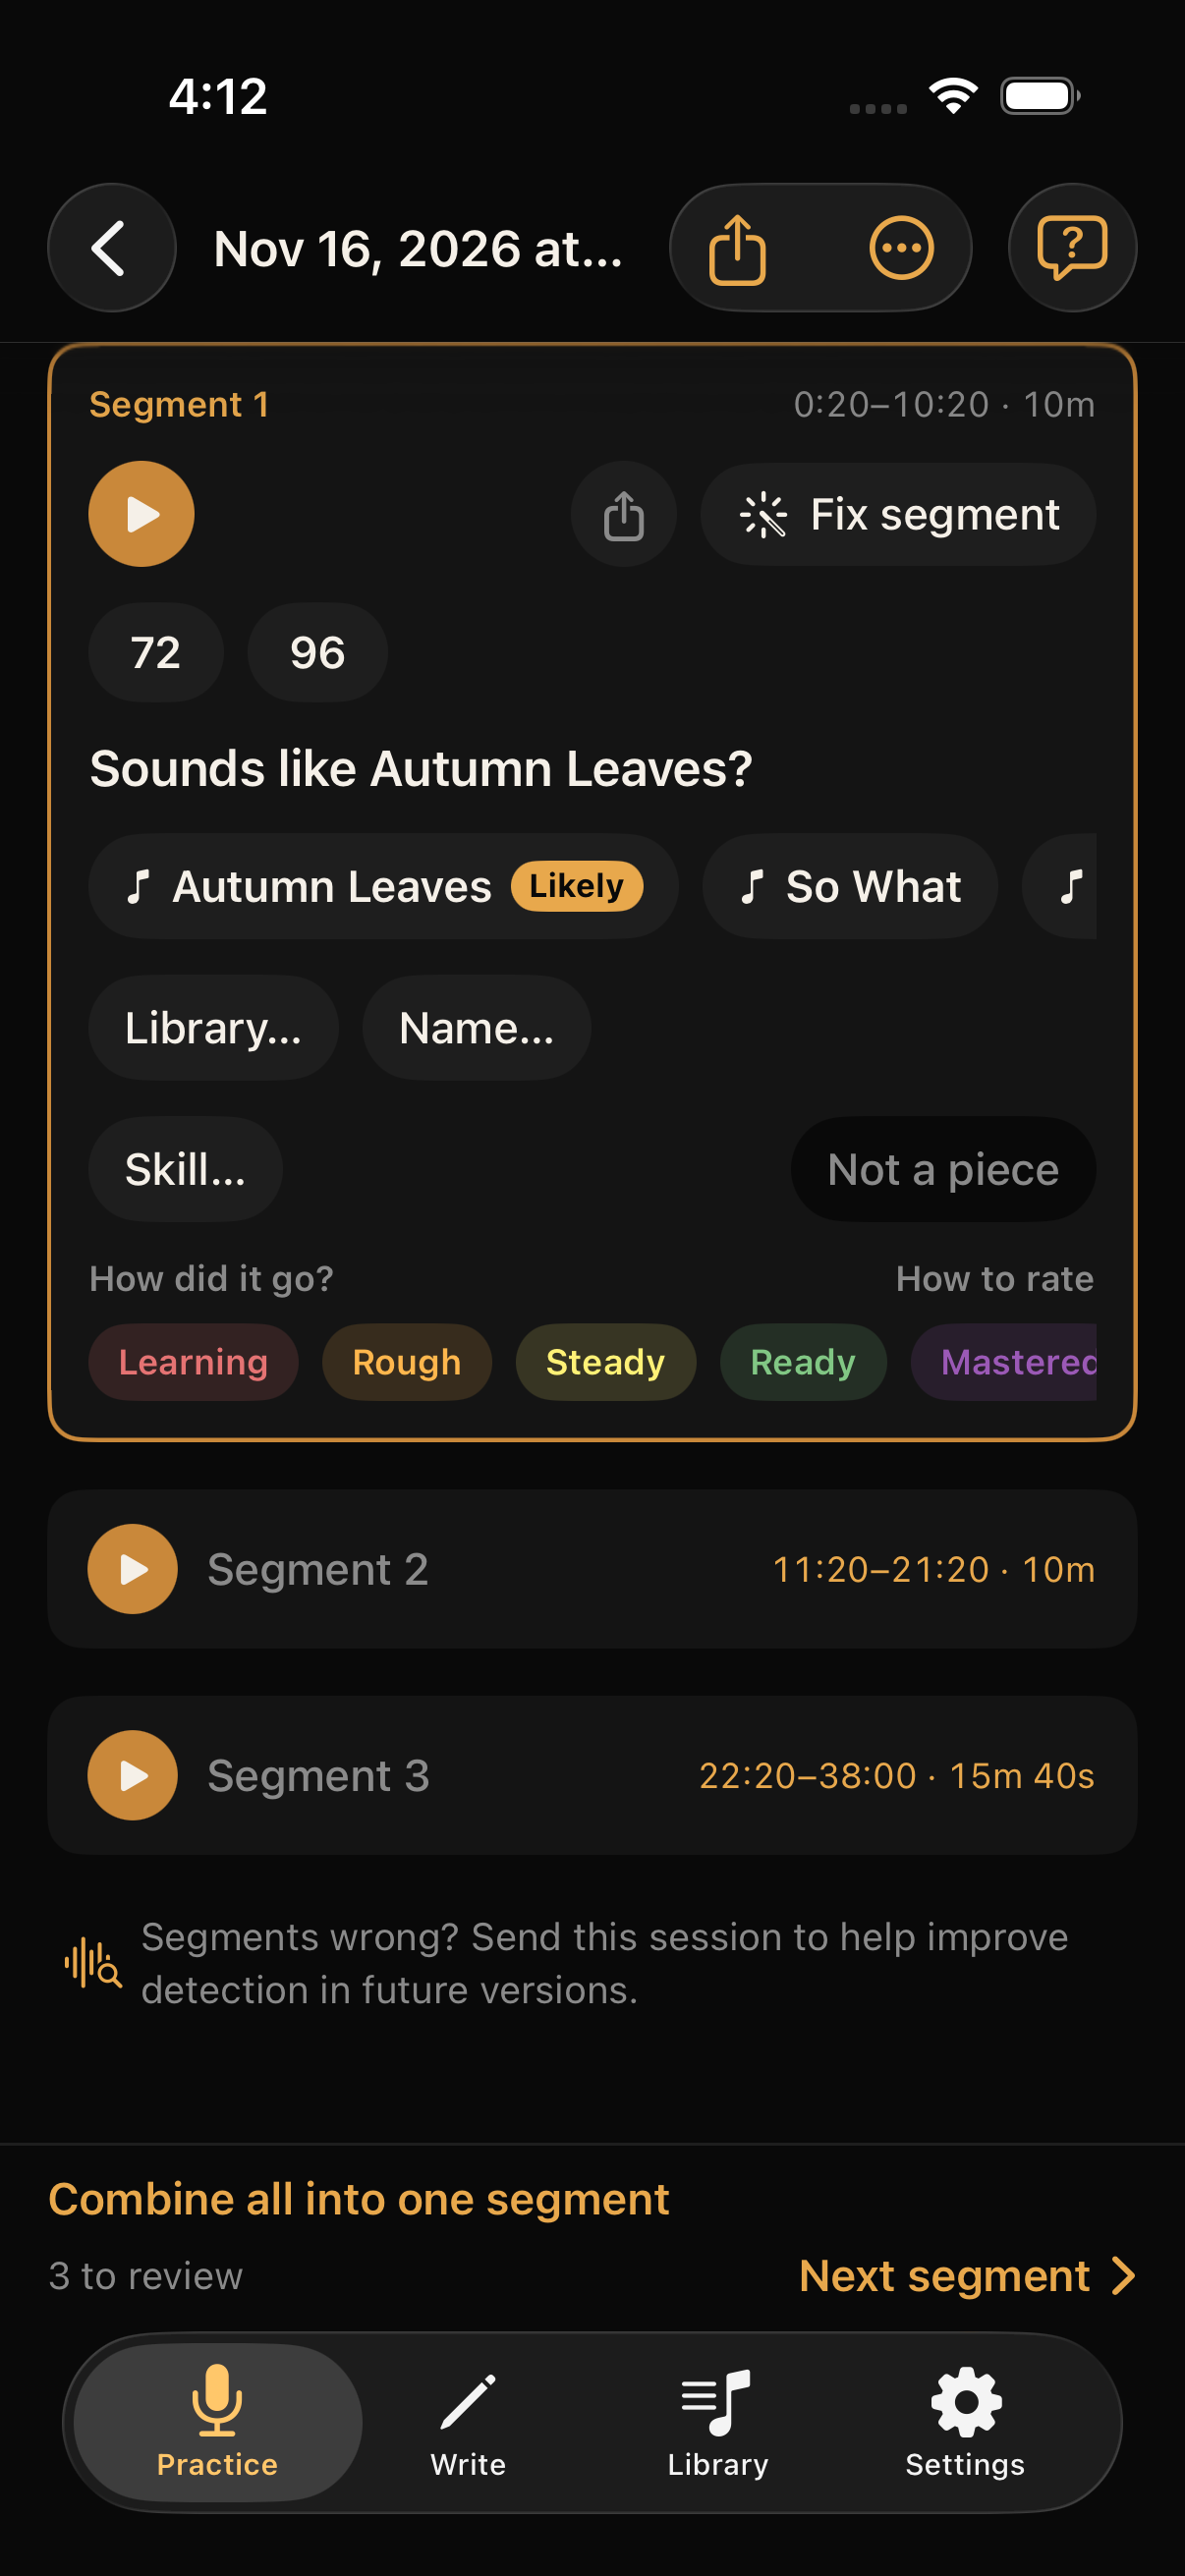 4:12
Nov 16, 2026 at...
Segment 1
0:20–10:20 · 10m
Fix segment
72
96
Sounds like Autumn Leaves?
Autumn Leaves Likely
So What
Library...
Name...
Skill...
Not a piece
How did it go?
How to rate
Learning
Rough
Steady
Ready
Mastered
Segment 2
11:20–21:20 · 10m
Segment 3
22:20–38:00 · 15m 40s
Segments wrong? Send this session to help improve
detection in future versions.
Combine all into one segment
3 to review
Next segment
Practice
Write
Library
Settings